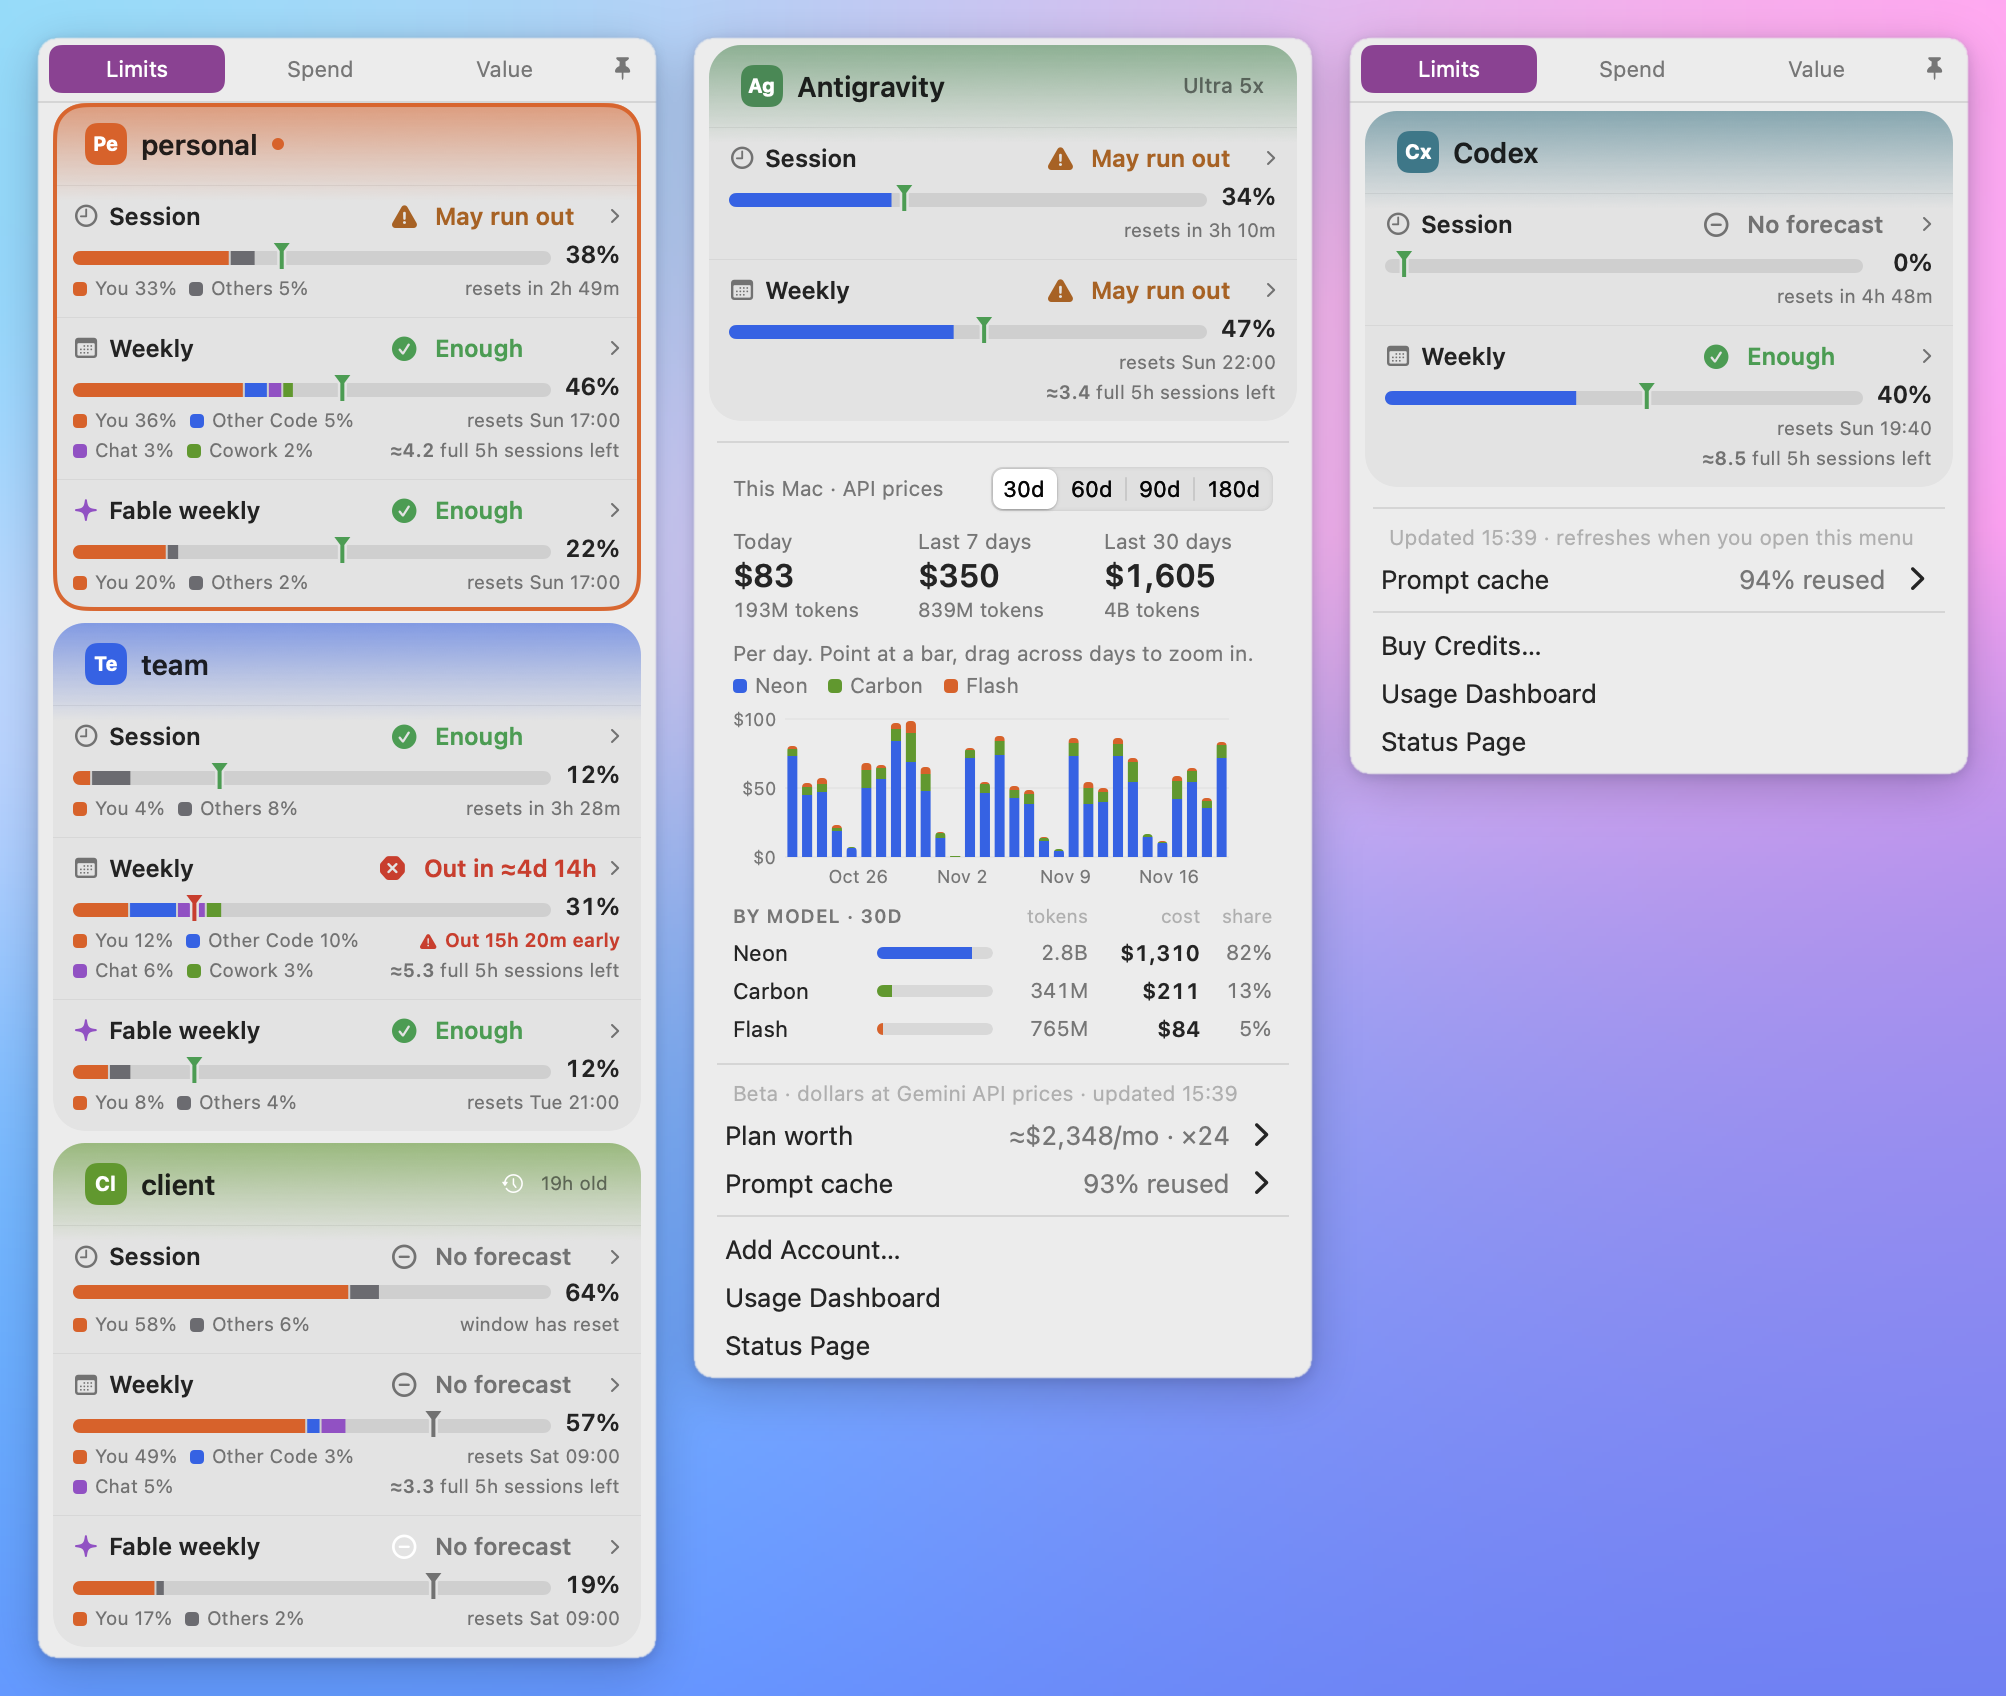 Limits Spend Value
Pe personal
Session May run out
38%
You 33% Others 5% resets in 2h 49m
Weekly Enough
46%
You 36% Other Code 5% resets Sun 17:00
Chat 3% Cowork 2% ≈4.2 full 5h sessions left
Fable weekly Enough
22%
You 20% Others 2% resets Sun 17:00
Te team
Session Enough
12%
You 4% Others 8% resets in 3h 28m
Weekly Out in ≈4d 14h
31%
You 12% Other Code 10% Out 15h 20m early
Chat 6% Cowork 3% ≈5.3 full 5h sessions left
Fable weekly Enough
12%
You 8% Others 4% resets Tue 21:00
Cl client 19h old
Session No forecast
64%
You 58% Others 6% window has reset
Weekly No forecast
57%
You 49% Other Code 3% resets Sat 09:00
Chat 5% ≈3.3 full 5h sessions left
Fable weekly No forecast
19%
You 17% Others 2% resets Sat 09:00
Ag Antigravity Ultra 5x
Session May run out
34%
resets in 3h 10m
Weekly May run out
47%
resets Sun 22:00
≈3.4 full 5h sessions left
This Mac · API prices 30d 60d 90d 180d
Today Last 7 days Last 30 days
$83 $350 $1,605
193M tokens 839M tokens 4B tokens
Per day. Point at a bar, drag across days to zoom in.
Neon Carbon Flash
$100
$50
$0
Oct 26 Nov 2 Nov 9 Nov 16
BY MODEL · 30D tokens cost share
Neon 2.8B $1,310 82%
Carbon 341M $211 13%
Flash 765M $84 5%
Beta · dollars at Gemini API prices · updated 15:39
Plan worth ≈$2,348/mo · ×24
Prompt cache 93% reused
Add Account...
Usage Dashboard
Status Page
Limits Spend Value
Cx Codex
Session No forecast
0%
resets in 4h 48m
Weekly Enough
40%
resets Sun 19:40
≈8.5 full 5h sessions left
Updated 15:39 · refreshes when you open this menu
Prompt cache 94% reused
Buy Credits...
Usage Dashboard
Status Page